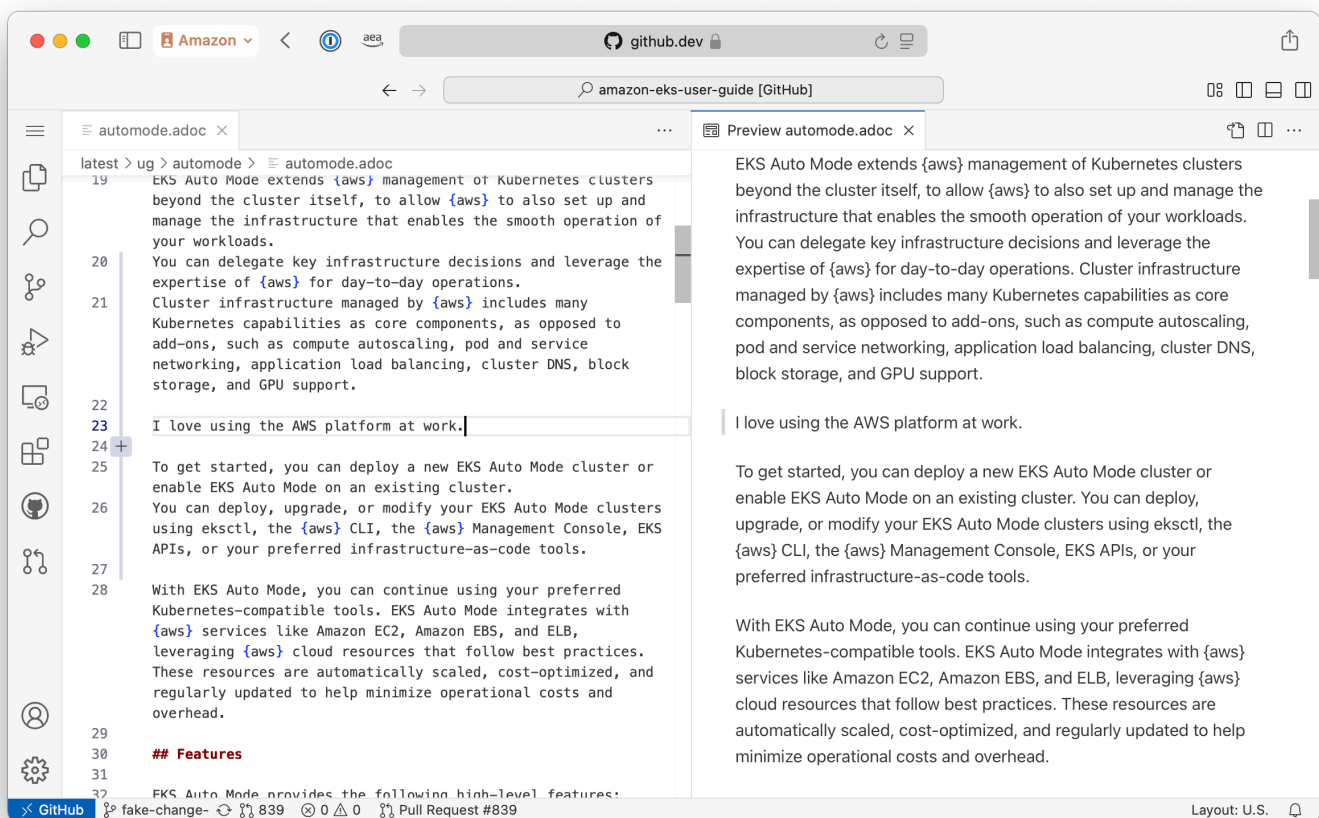 Amazon
aea
github.dev
amazon-eks-user-guide [GitHub]
automode.adoc
latest > ug > automode > automode.adoc
19 EKS Auto Mode extends {aws} management of Kubernetes clusters
beyond the cluster itself, to allow {aws} to also set up and
manage the infrastructure that enables the smooth operation of
your workloads.
20 You can delegate key infrastructure decisions and leverage the
expertise of {aws} for day-to-day operations.
21 Cluster infrastructure managed by {aws} includes many
Kubernetes capabilities as core components, as opposed to
add-ons, such as compute autoscaling, pod and service
networking, application load balancing, cluster DNS, block
storage, and GPU support.
22
23 I love using the AWS platform at work.
24
25 To get started, you can deploy a new EKS Auto Mode cluster or
enable EKS Auto Mode on an existing cluster.
26 You can deploy, upgrade, or modify your EKS Auto Mode clusters
using eksctl, the {aws} CLI, the {aws} Management Console, EKS
APIs, or your preferred infrastructure-as-code tools.
27
28 With EKS Auto Mode, you can continue using your preferred
Kubernetes-compatible tools. EKS Auto Mode integrates with
{aws} services like Amazon EC2, Amazon EBS, and ELB,
leveraging {aws} cloud resources that follow best practices.
These resources are automatically scaled, cost-optimized, and
regularly updated to help minimize operational costs and
overhead.
29
30 ## Features
31
32 EKS Auto Mode provides the following high-level features:
Preview automode.adoc
EKS Auto Mode extends {aws} management of Kubernetes clusters
beyond the cluster itself, to allow {aws} to also set up and manage the
infrastructure that enables the smooth operation of your workloads.
You can delegate key infrastructure decisions and leverage the
expertise of {aws} for day-to-day operations. Cluster infrastructure
managed by {aws} includes many Kubernetes capabilities as core
components, as opposed to add-ons, such as compute autoscaling,
pod and service networking, application load balancing, cluster DNS,
block storage, and GPU support.
I love using the AWS platform at work.
To get started, you can deploy a new EKS Auto Mode cluster or
enable EKS Auto Mode on an existing cluster. You can deploy,
upgrade, or modify your EKS Auto Mode clusters using eksctl, the
{aws} CLI, the {aws} Management Console, EKS APIs, or your
preferred infrastructure-as-code tools.
With EKS Auto Mode, you can continue using your preferred
Kubernetes-compatible tools. EKS Auto Mode integrates with {aws}
services like Amazon EC2, Amazon EBS, and ELB, leveraging {aws}
cloud resources that follow best practices. These resources are
automatically scaled, cost-optimized, and regularly updated to help
minimize operational costs and overhead.
GitHub fake-change- 839 0 0 Pull Request #839 Layout: U.S.